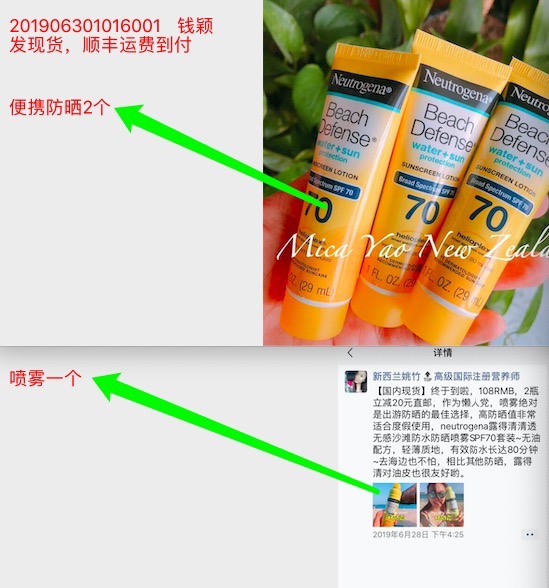 201906301016001 钱颖
发现货，顺丰运费到付
便携防晒2个
Neutrogena®
Beach
Defense®
water+sun
protection
SUNSCREEN LOTION
Broad Spectrum SPF 70
70
helioplex
1 FL. OZ. (29 mL)
Neutrogena
Beach
Defense
water+sun
protection
SUNSCREEN LOTION
Broad Spectrum SPF 70
70
helioplex
1 FL. OZ. (29 mL)
Neutrogena
Beach
Defense
water+sun
protection
SUNSCREEN LOTION
Broad Spectrum SPF 70
70
helioplex
(29 mL)
Mica Yao New Zeala
喷雾一个
详情
新西兰姚竹 高级国际注册营养师
【国内现货】终于到啦，108RMB，2瓶
立减20元直邮，作为懒人党，喷雾绝对
是出游防晒的最佳选择，高防晒值非常
适合度假使用，neutrogena露得清清透
无感沙滩防水防晒喷雾SPF70套装~无油
配方，轻薄质地，有效防水长达80分钟
~去海边也不怕，相比其他防晒，露得
清对油皮也很友好哟。
2019年6月28日 下午4:25